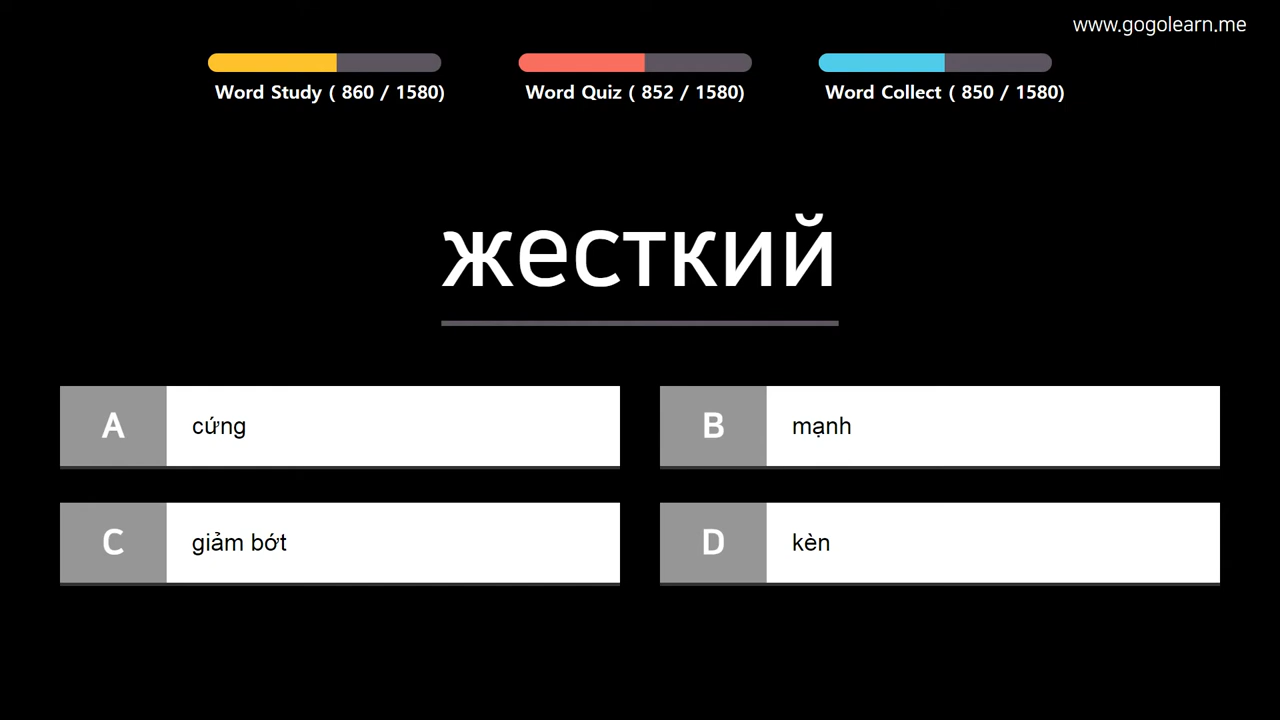 www.gogolearn.me
Word Study ( 860 / 1580)
Word Quiz ( 852 / 1580)
Word Collect ( 850 / 1580)
жесткий
A cứng
B mạnh
C giảm bớt
D kèn